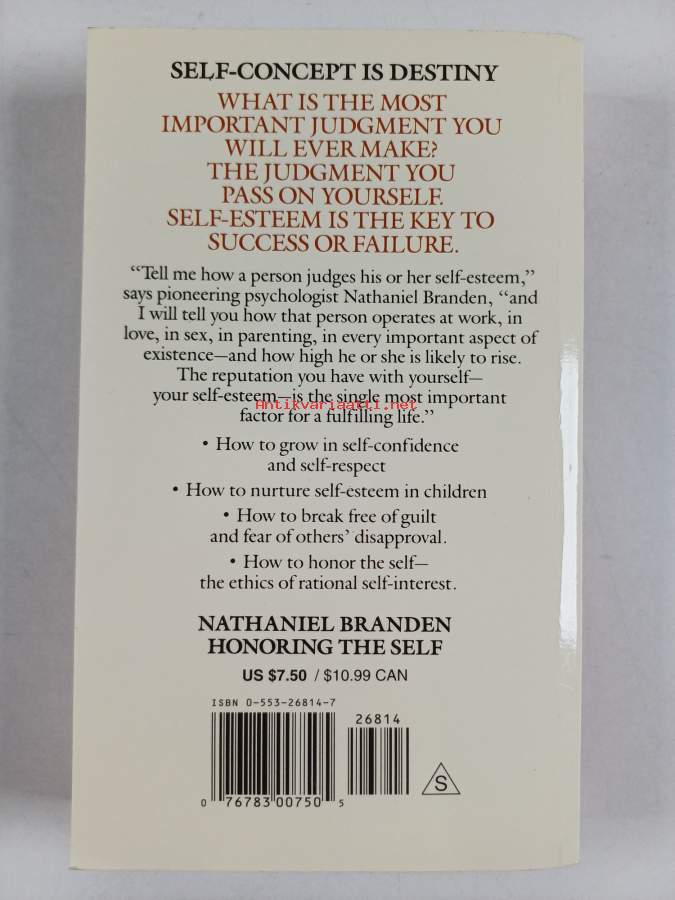 SELF-CONCEPT IS DESTINY
WHAT IS THE MOST
IMPORTANT JUDGMENT YOU
WILL EVER MAKE?
THE JUDGMENT YOU
PASS ON YOURSELF.
SELF-ESTEEM IS THE KEY TO
SUCCESS OR FAILURE.
“Tell me how a person judges his or her self-esteem,”
says pioneering psychologist Nathaniel Branden, “and
I will tell you how that person operates at work, in
love, in sex, in parenting, in every important aspect of
existence—and how high he or she is likely to rise.
The reputation you have with yourself—
your self-esteem—is the single most important
Antikvariaatti.net
factor for a fulfilling life.”
• How to grow in self-confidence
and self-respect
• How to nurture self-esteem in children
• How to break free of guilt
and fear of others’ disapproval.
• How to honor the self—
the ethics of rational self-interest.
NATHANIEL BRANDEN
HONORING THE SELF
US $7.50 / $10.99 CAN
ISBN 0-553-26814-7
26814
0 76783 00750 5
S